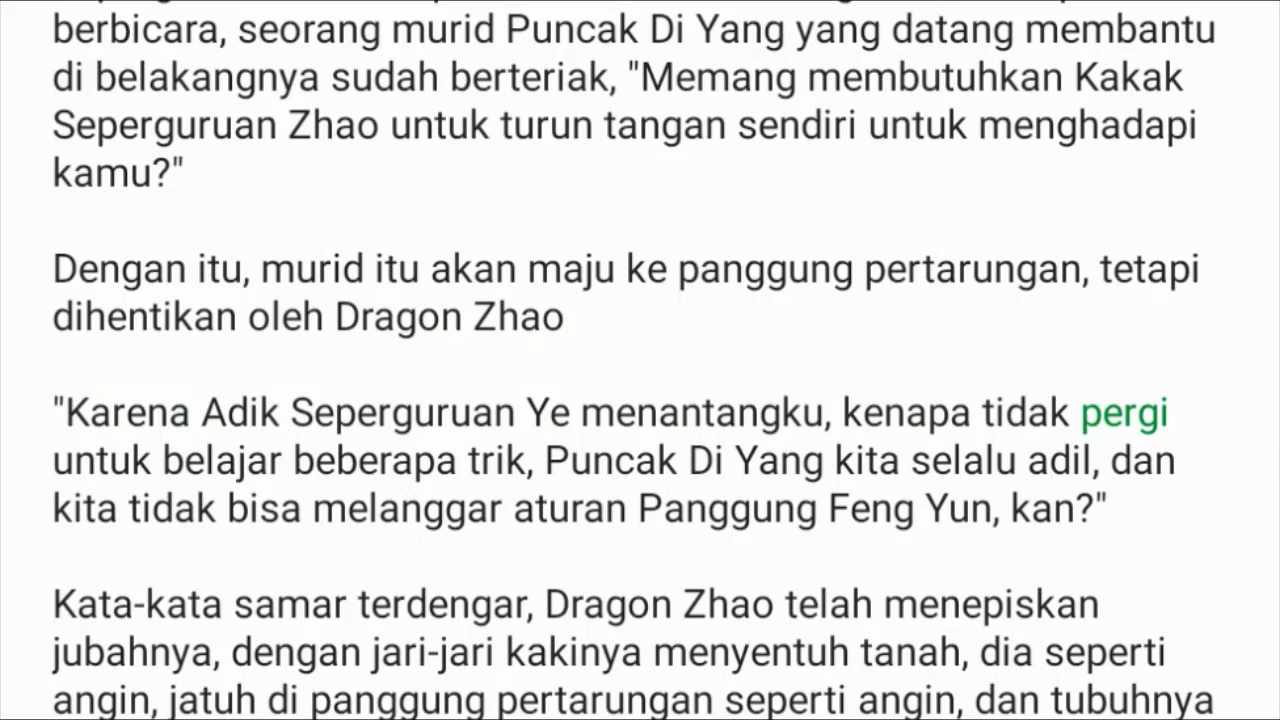 berbicara, seorang murid Puncak Di Yang yang datang membantu
di belakangnya sudah berteriak, "Memang membutuhkan Kakak
Seperguruan Zhao untuk turun tangan sendiri untuk menghadapi
kamu?"
Dengan itu, murid itu akan maju ke panggung pertarungan, tetapi
dihentikan oleh Dragon Zhao
"Karena Adik Seperguruan Ye menantangku, kenapa tidak pergi
untuk belajar beberapa trik, Puncak Di Yang kita selalu adil, dan
kita tidak bisa melanggar aturan Panggung Feng Yun, kan?"
Kata-kata samar terdengar, Dragon Zhao telah menepiskan
jubahnya, dengan jari-jari kakinya menyentuh tanah, dia seperti
angin, jatuh di panggung pertarungan seperti angin, dan tubuhnya